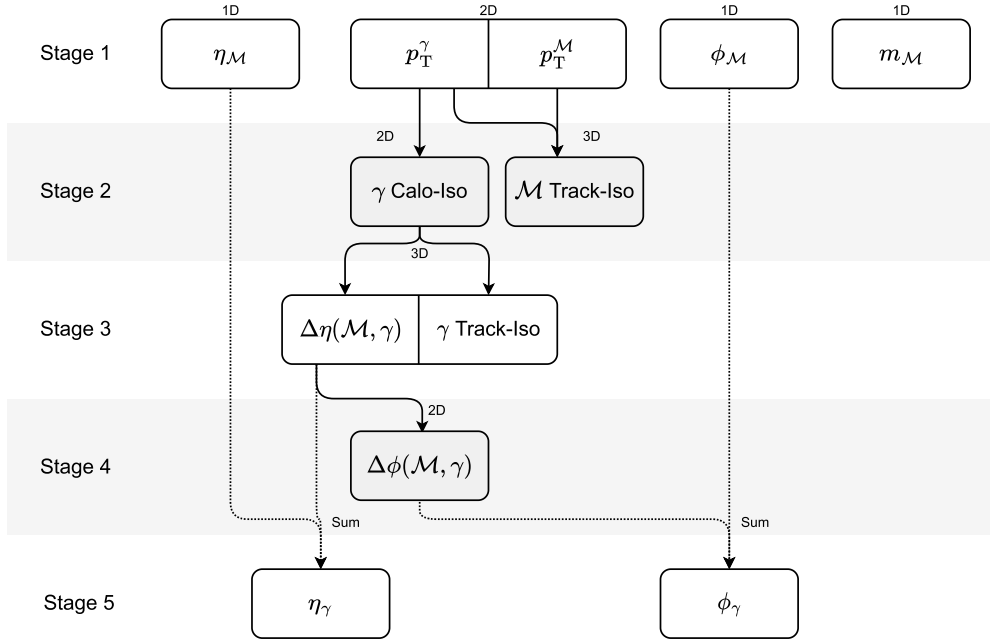 1D 2D 1D 1D
Stage 1 η_ℳ p_T^γ p_T^ℳ ϕ_ℳ m_ℳ
2D 3D
Stage 2 γ Calo-Iso ℳ Track-Iso
3D
Stage 3 Δη(ℳ, γ) γ Track-Iso
2D
Stage 4 Δϕ(ℳ, γ)
Sum Sum
Stage 5 η_γ ϕ_γ